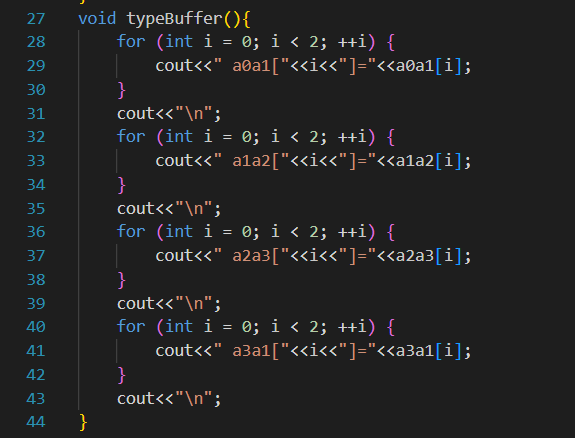 27 void typeBuffer(){
28     for (int i = 0; i < 2; ++i) {
29         cout<<" a0a1["<<i<<"]="<<a0a1[i];
30     }
31     cout<<"\n";
32     for (int i = 0; i < 2; ++i) {
33         cout<<" a1a2["<<i<<"]="<<a1a2[i];
34     }
35     cout<<"\n";
36     for (int i = 0; i < 2; ++i) {
37         cout<<" a2a3["<<i<<"]="<<a2a3[i];
38     }
39     cout<<"\n";
40     for (int i = 0; i < 2; ++i) {
41         cout<<" a3a1["<<i<<"]="<<a3a1[i];
42     }
43     cout<<"\n";
44 }